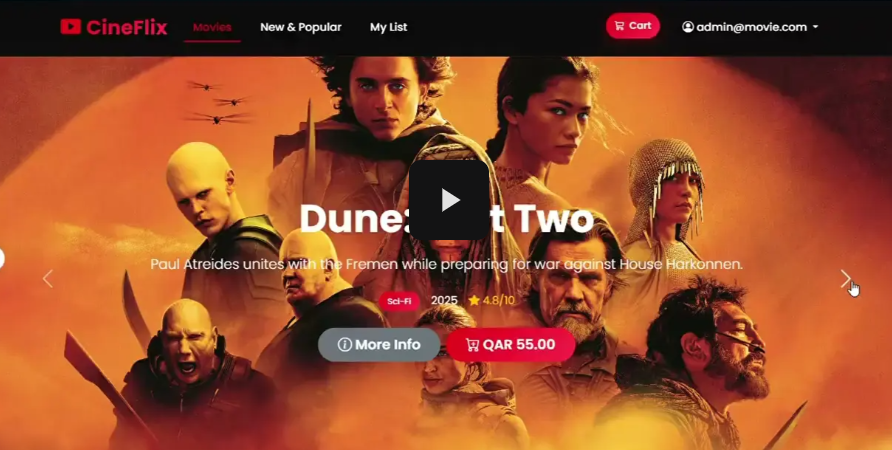 CineFlix
Movies
New & Popular
My List
Cart
admin@movie.com
Dune: t Two
Paul Atreides unites with the Fremen while preparing for war against House Harkonnen.
Sci-Fi 2025 4.8/10
More Info
QAR 55.00